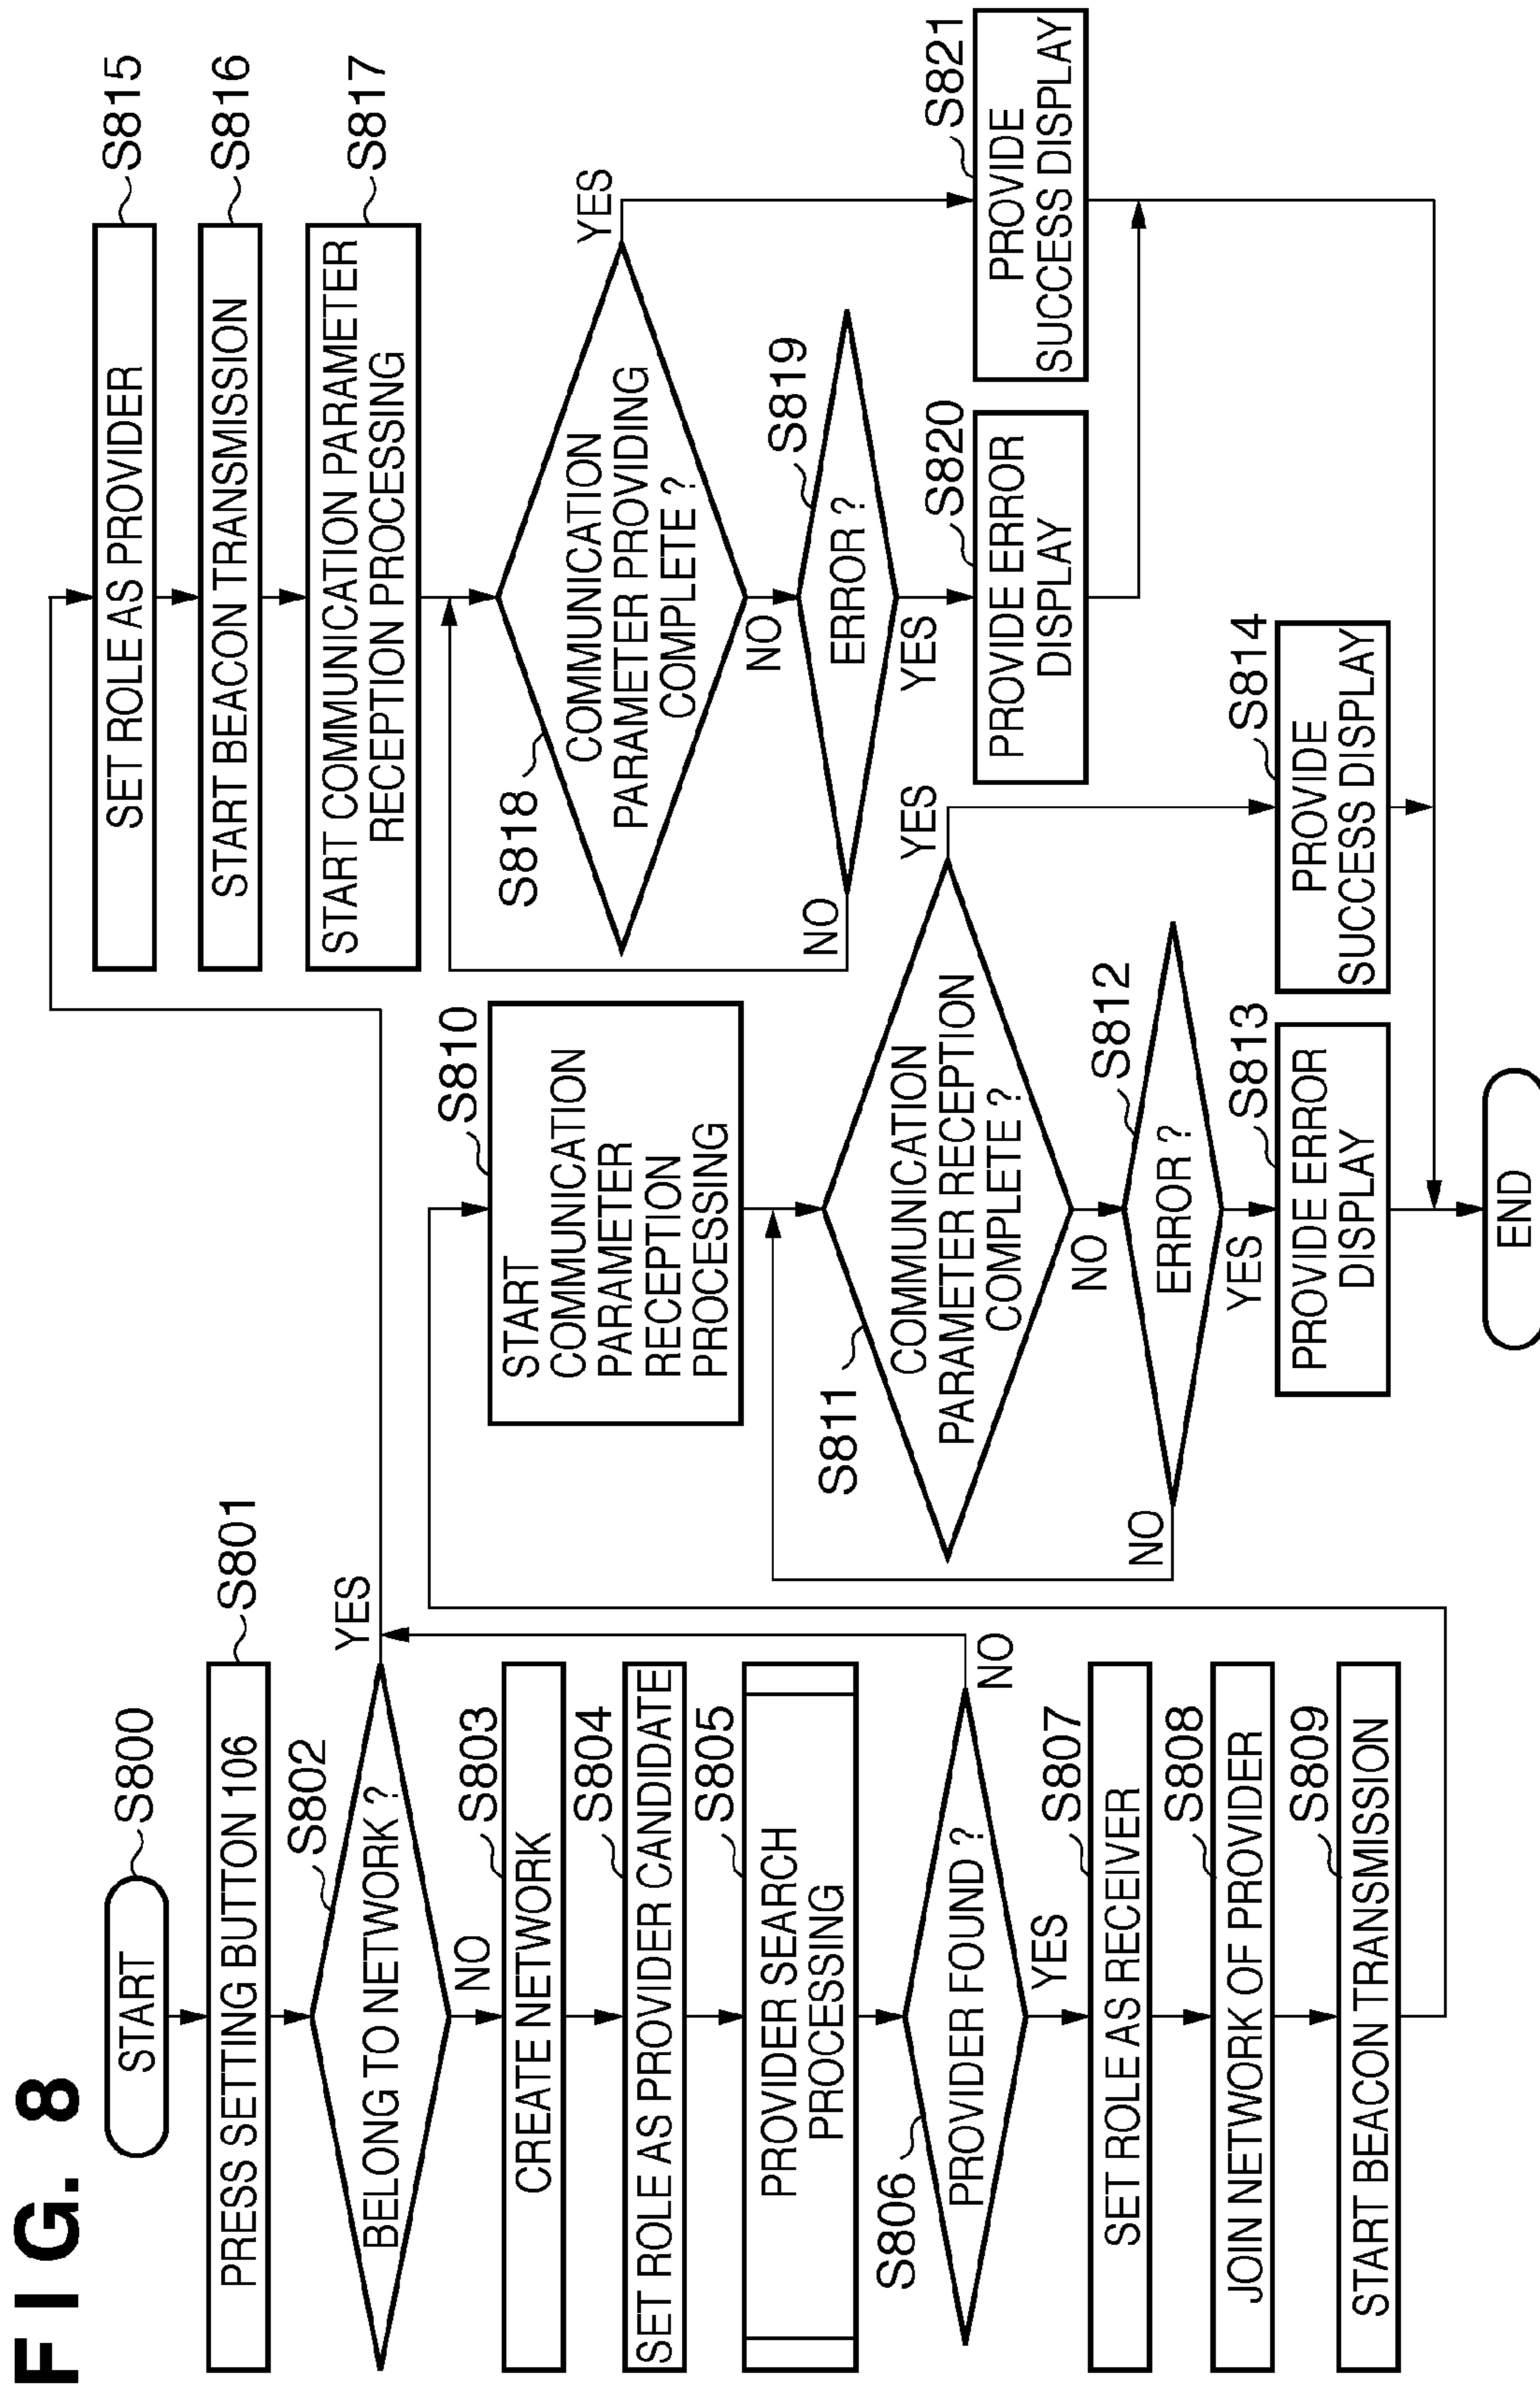 FIG. 8
START
S800
PRESS SETTING BUTTON 106
S801
BELONG TO NETWORK ?
S802
YES
NO
CREATE NETWORK
S803
SET ROLE AS PROVIDER CANDIDATE
S804
PROVIDER SEARCH
PROCESSING
S805
PROVIDER FOUND ?
S806
NO
YES
SET ROLE AS RECEIVER
S807
JOIN NETWORK OF PROVIDER
S808
START BEACON TRANSMISSION
S809
START
COMMUNICATION
PARAMETER
RECEPTION
PROCESSING
S810
COMMUNICATION
PARAMETER RECEPTION
COMPLETE ?
S811
YES
NO
ERROR ?
S812
NO
YES
PROVIDE ERROR
DISPLAY
S813
PROVIDE
SUCCESS DISPLAY
S814
SET ROLE AS PROVIDER
S815
START BEACON TRANSMISSION
S816
START COMMUNICATION PARAMETER
RECEPTION PROCESSING
S817
COMMUNICATION
PARAMETER PROVIDING
COMPLETE ?
S818
YES
NO
ERROR ?
S819
NO
YES
PROVIDE ERROR
DISPLAY
S820
PROVIDE
SUCCESS DISPLAY
S821
END